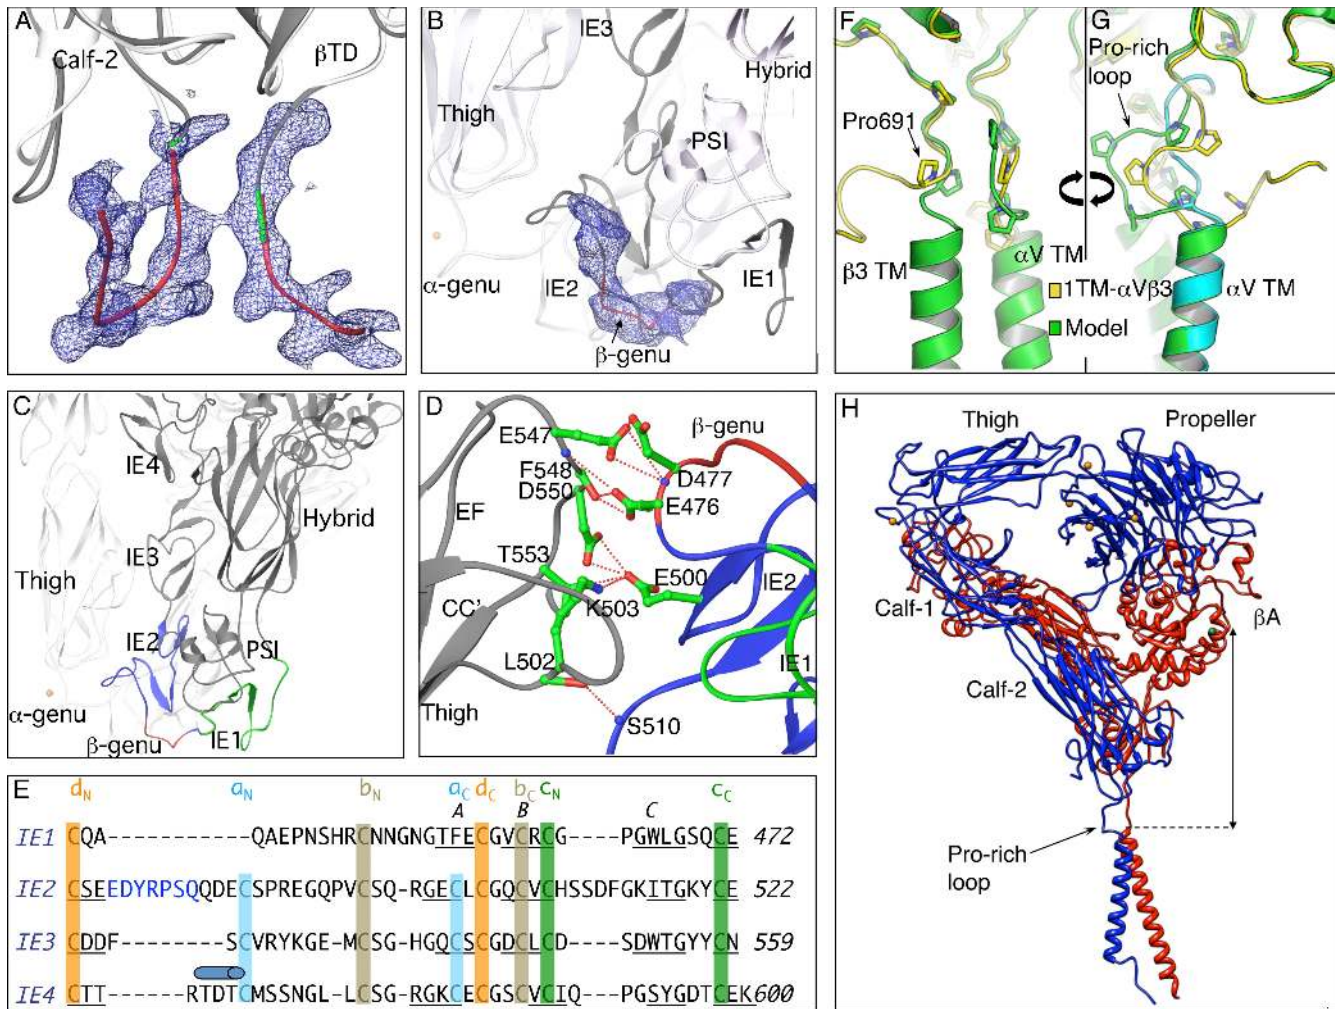 A
Calf-2
βTD
B
IE3
Hybrid
Thigh
PSI
α-genu
IE2
IE1
β-genu
F
G
Pro-rich
loop
Pro691
β3 TM
αV TM
1TM-αVβ3
Model
αV TM
C
Thigh
IE4
Hybrid
IE3
IE2
PSI
α-genu
β-genu
IE1
D
E547
β-genu
F548
D550
D477
E476
EF
T553
E500
IE2
CC'
K503
IE1
L502
Thigh
S510
H
Thigh
Propeller
Calf-1
βA
Calf-2
Pro-rich
loop
E
dN aN bN aC dC bC cN cC
A B C
IE1 CQA-----------QAEPNSHRCNNGNGTFECGVCRCG----PGWLGSQCE 472
IE2 CSEEDYRPSQQDECSPREGQPVCSQ-RGECLCGQCVCHSSDFGKITGKYCE 522
IE3 CDDF---------SCVRYKGE-MCSG-HGQCSCGDCLCD-----SDWTGYYCN 559
IE4 CTT------RTDTCMSSNGL-LCSG-RGKCECGSCVCIQ----PGSYGDTCEK600